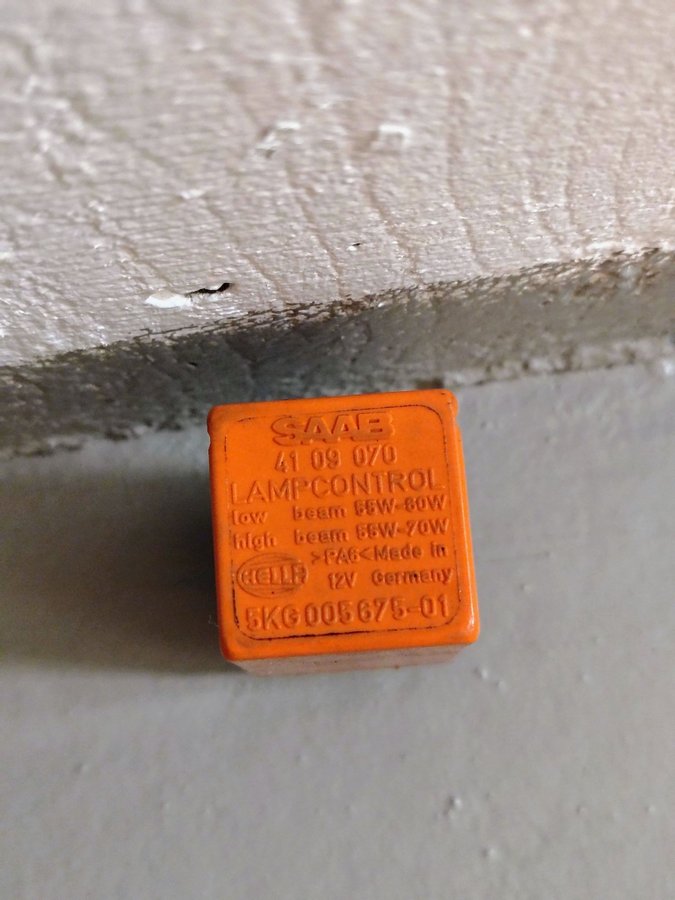 SAAB
41 09 070
LAMPCONTROL
low beam 55W-60W
high beam 55W-70W
>PA6<Made in
HELLA 12V Germany
5KG005675-01